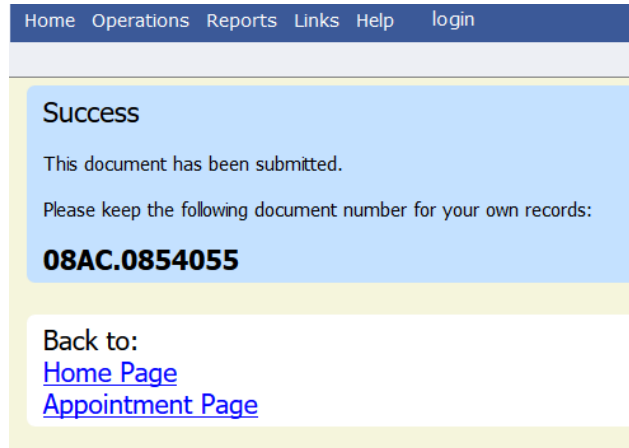 Home Operations Reports Links Help login
Success
This document has been submitted.
Please keep the following document number for your own records:
08AC.0854055
Back to:
Home Page
Appointment Page